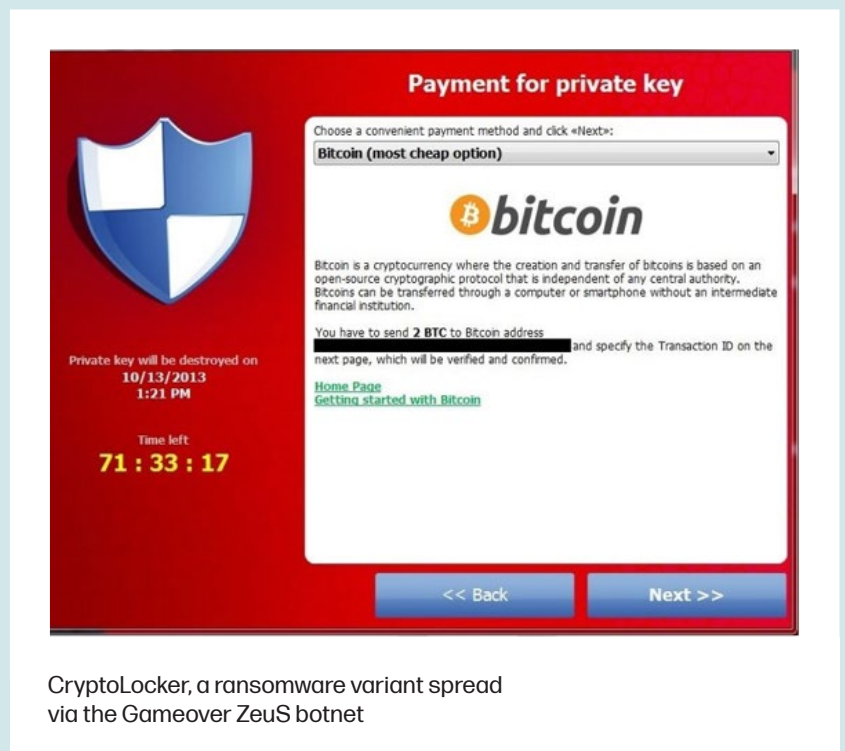 Payment for private key
Choose a convenient payment method and click «Next»:
Bitcoin (most cheap option)
bitcoin
Bitcoin is a cryptocurrency where the creation and transfer of bitcoins is based on an
open-source cryptographic protocol that is independent of any central authority.
Bitcoins can be transferred through a computer or smartphone without an intermediate
financial institution.
You have to send 2 BTC to Bitcoin address
and specify the Transaction ID on the
next page, which will be verified and confirmed.
Home Page
Getting started with Bitcoin
Private key will be destroyed on
10/13/2013
1:21 PM
Time left
71 : 33 : 17
<< Back
Next >>
CryptoLocker, a ransomware variant spread
via the Gameover ZeuS botnet